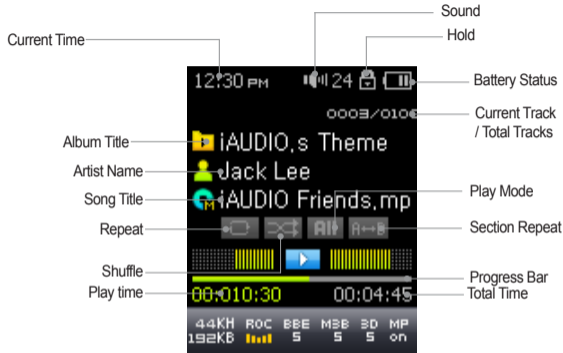 Sound
Hold
Current Time
12:30 PM 24
Battery Status
0003/0106
Current Track
/ Total Tracks
Album Title
iAUDIO,s Theme
Artist Name
Jack Lee
Song Title
iAUDIO Friends,mp
Play Mode
Repeat
All A↔B
Section Repeat
Shuffle
Progress Bar
Play time
00:010:30 00:04:45
Total Time
44KH ROC BBE M3B 3D MP
192KB 5 5 5 on